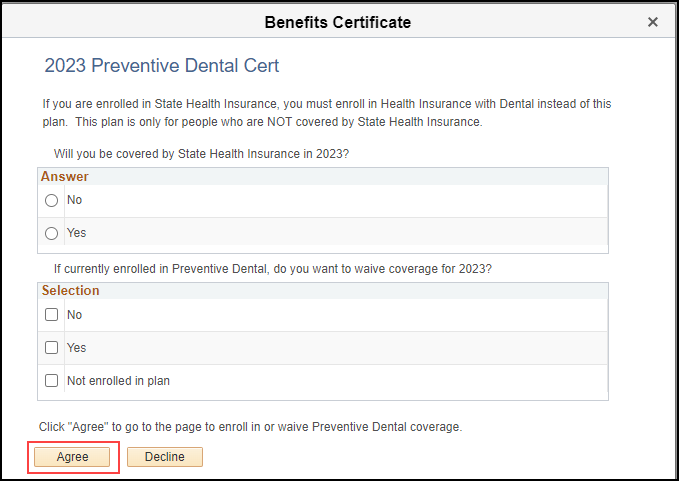 Benefits Certificate
×
2023 Preventive Dental Cert
If you are enrolled in State Health Insurance, you must enroll in Health Insurance with Dental instead of this
plan.  This plan is only for people who are NOT covered by State Health Insurance.
Will you be covered by State Health Insurance in 2023?
Answer
No
Yes
If currently enrolled in Preventive Dental, do you want to waive coverage for 2023?
Selection
No
Yes
Not enrolled in plan
Click "Agree" to go to the page to enroll in or waive Preventive Dental coverage.
Agree
Decline